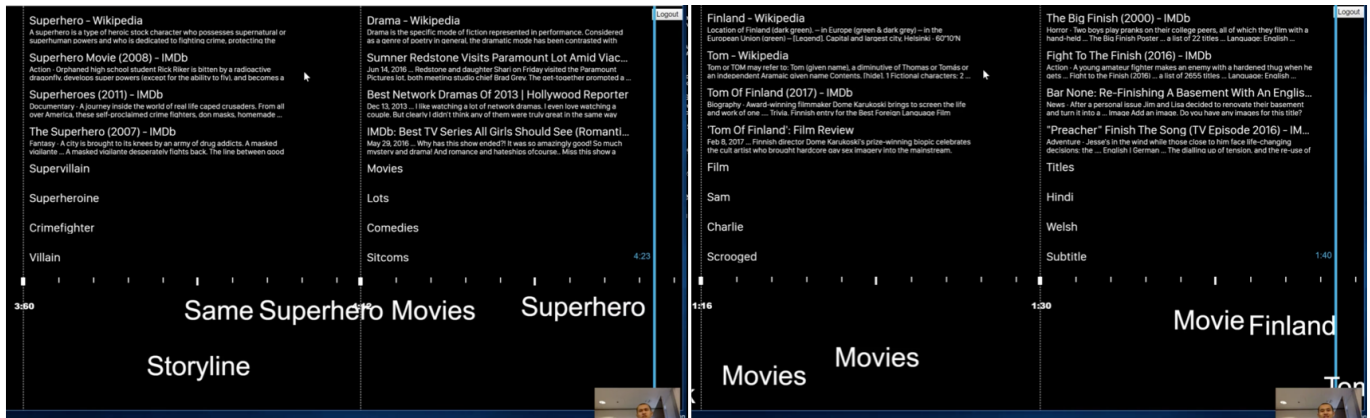 Logout
Superhero - Wikipedia
A superhero is a type of heroic stock character who possesses supernatural or
superhuman powers and who is dedicated to fighting crime, protecting the
Superhero Movie (2008) - IMDb
Action · Orphaned high school student Rick Riker is bitten by a radioactive
dragonfly, develops super powers (except for the ability to fly), and becomes a
Superheroes (2011) - IMDb
Documentary · A journey inside the world of real life caped crusaders. From all
over America, these self-proclaimed crime fighters, don masks, homemade ...
The Superhero (2007) - IMDb
Fantasy · A city is brought to its knees by an army of drug addicts. A masked
vigilante ... A masked vigilante desperately fights back. The line between good
Supervillain
Superheroine
Crimefighter
Villain
Drama - Wikipedia
Drama is the specific mode of fiction represented in performance. Considered
as a genre of poetry in general, the dramatic mode has been contrasted with
Sumner Redstone Visits Paramount Lot Amid Viac...
Jun 14, 2016 ... Redstone and daughter Shari on Friday visited the Paramount
Pictures lot, both meeting studio chief Brad Grey. The get-together prompted a ...
Best Network Dramas Of 2013 | Hollywood Reporter
Dec 13, 2013 ... I like watching a lot of network dramas. I even love watching a
couple. But clearly I didn't think any of them were truly great in the same way
IMDb: Best TV Series All Girls Should See (Romanti...
May 29, 2016 ... Why has this show ended?! It was so amazingly good! So much
mystery and drama! And romance and hateships ofcourse.. Miss this show a
Movies
Lots
Comedies
Sitcoms
4:23
3:60
Same Superhero Movies
Superhero
Storyline
Logout
Finland - Wikipedia
Location of Finland (dark green). – in Europe (green & dark grey) – in the
European Union (green) – [Legend]. Capital and largest city, Helsinki · 60°10′N
Tom - Wikipedia
Tom or TOM may refer to: Tom (given name), a diminutive of Thomas or Tomás or
an independent Aramaic given name Contents. [hide]. 1 Fictional characters; 2 ...
Tom Of Finland (2017) - IMDb
Biography · Award-winning filmmaker Dome Karukoski brings to screen the life
and work of one .... Trivia. Finnish entry for the Best Foreign Language Film
'Tom Of Finland': Film Review
Feb 8, 2017 ... Finnish director Dome Karukoski's prize-winning biopic celebrates
the cult artist who brought hardcore gay sex imagery into the mainstream.
Film
Sam
Charlie
Scrooged
The Big Finish (2000) - IMDb
Horror · Two boys play pranks on their college peers, all of which they film with a
hand-held ... The Big Finish Poster ... a list of 22 titles ... Language: English ...
Fight To The Finish (2016) - IMDb
Action · A young amateur fighter makes an enemy with a hardened thug when he
gets ... Fight to the Finish (2016) ... a list of 2655 titles ... Language: English ...
Bar None: Re-Finishing A Basement With An Englis...
News · After a personal issue Jim and Lisa decided to renovate their basement
and turn it into a ... Image Add an image. Do you have any images for this title?
"Preacher" Finish The Song (TV Episode 2016) - IM...
Adventure · Jesse's in the wind while those close to him face life-changing
decisions: the .... English | German ... The dialling up of tension, and the re-use of
Titles
Hindi
Welsh
Subtitle
1:40
1:16
1:30
Movie Finland
Movies
Movies